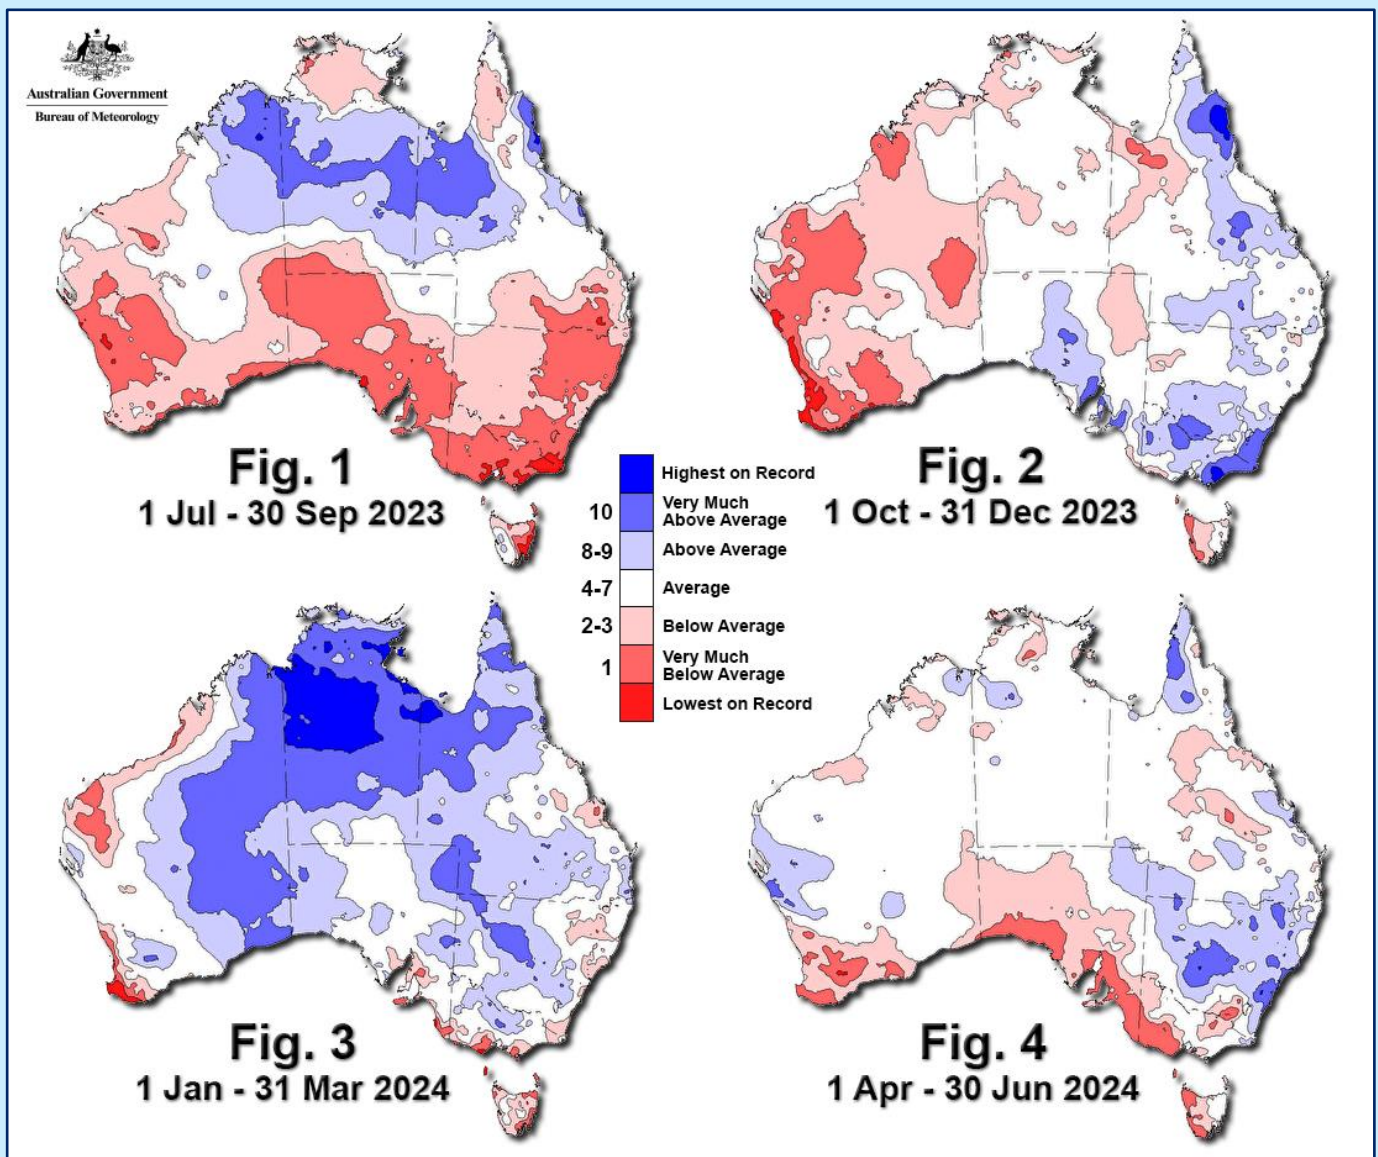 Australian Government
Bureau of Meteorology
Fig. 1
1 Jul - 30 Sep 2023
Fig. 2
1 Oct - 31 Dec 2023
Highest on Record
10 Very Much
Above Average
8-9 Above Average
4-7 Average
2-3 Below Average
1 Very Much
Below Average
Lowest on Record
Fig. 3
1 Jan - 31 Mar 2024
Fig. 4
1 Apr - 30 Jun 2024